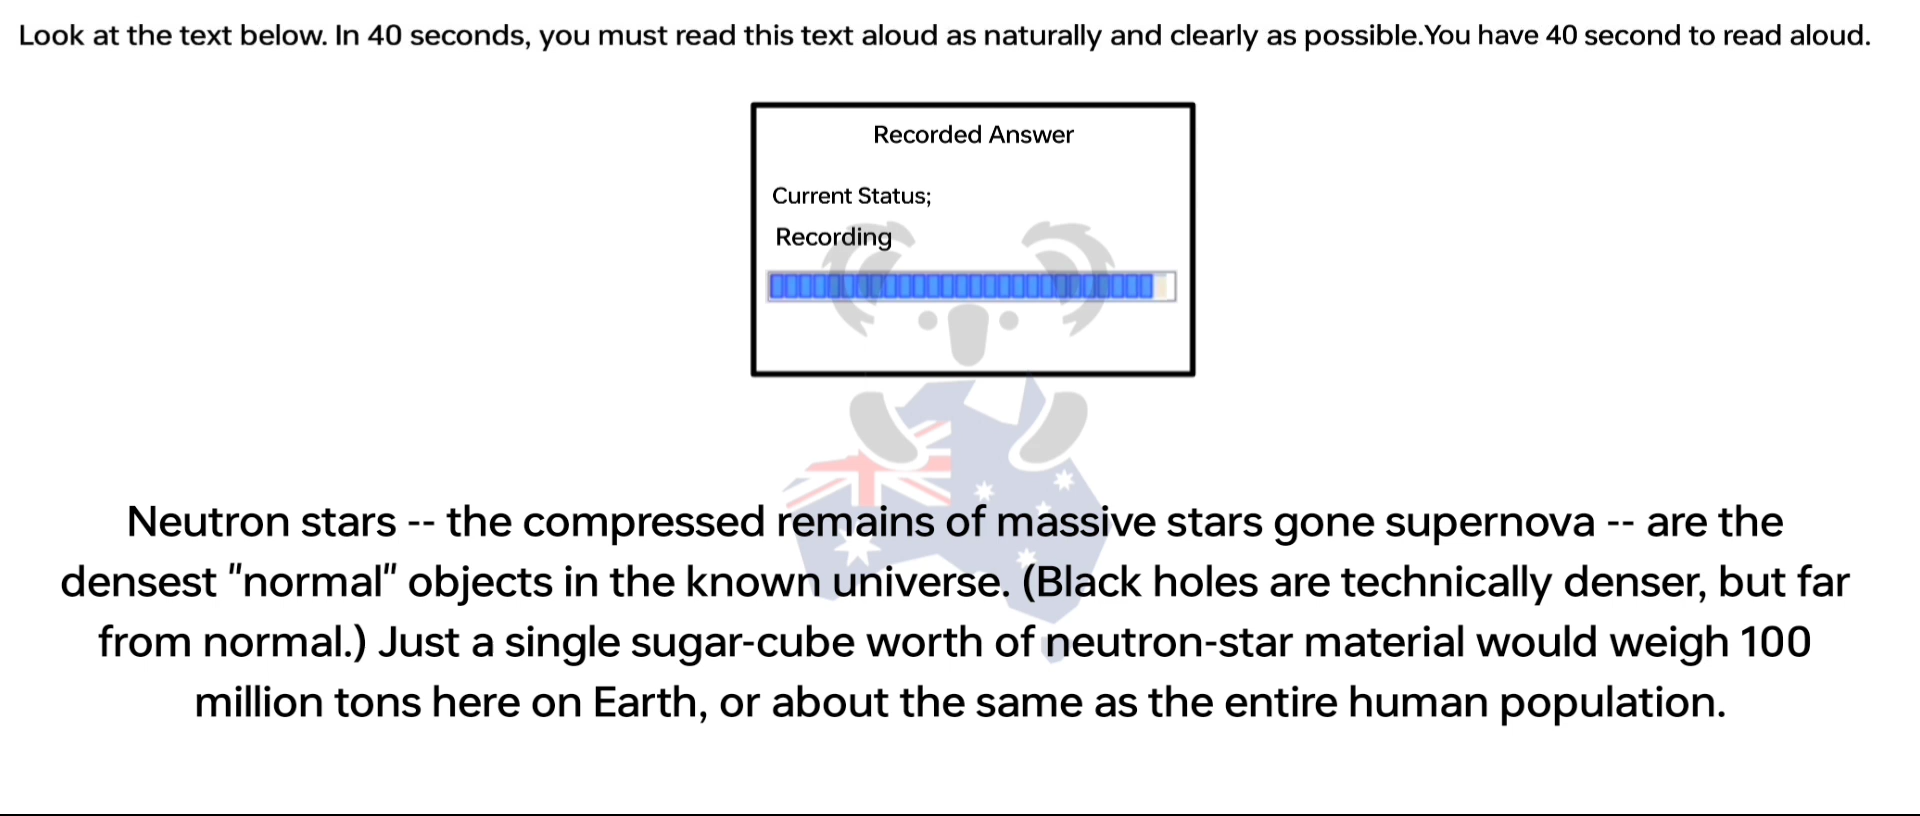 Look at the text below. In 40 seconds, you must read this text aloud as naturally and clearly as possible.You have 40 second to read aloud.
Recorded Answer
Current Status;
Recording
Neutron stars -- the compressed remains of massive stars gone supernova -- are the
densest "normal" objects in the known universe. (Black holes are technically denser, but far
from normal.) Just a single sugar-cube worth of neutron-star material would weigh 100
million tons here on Earth, or about the same as the entire human population.